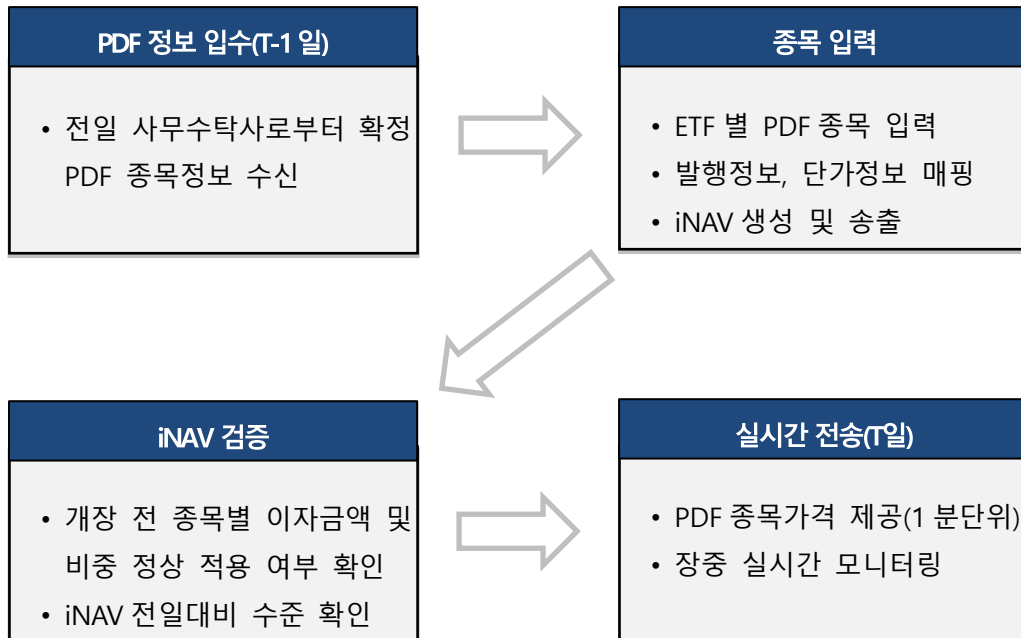 PDF 정보 입수(T-1 일)
• 전일 사무수탁사로부터 확정
PDF 종목정보 수신
종목 입력
• ETF 별 PDF 종목 입력
• 발행정보, 단가정보 매핑
• iNAV 생성 및 송출
iNAV 검증
• 개장 전 종목별 이자금액 및
비중 정상 적용 여부 확인
• iNAV 전일대비 수준 확인
실시간 전송(T일)
• PDF 종목가격 제공(1 분단위)
• 장중 실시간 모니터링